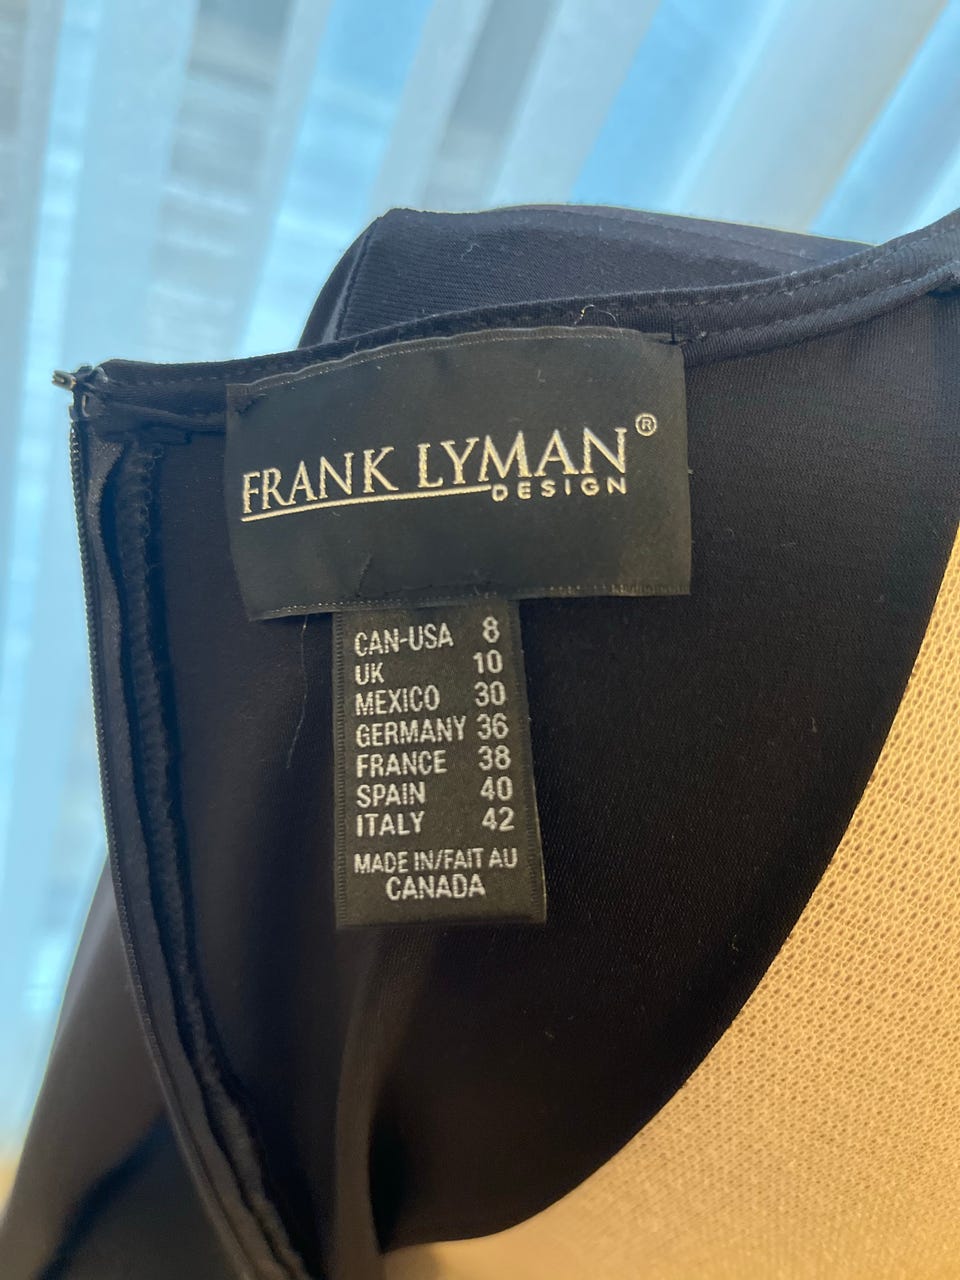 FRANK LYMAN®
DESIGN
CAN-USA 8
UK 10
MEXICO 30
GERMANY 36
FRANCE 38
SPAIN 40
ITALY 42
MADE IN/FAIT AU
CANADA